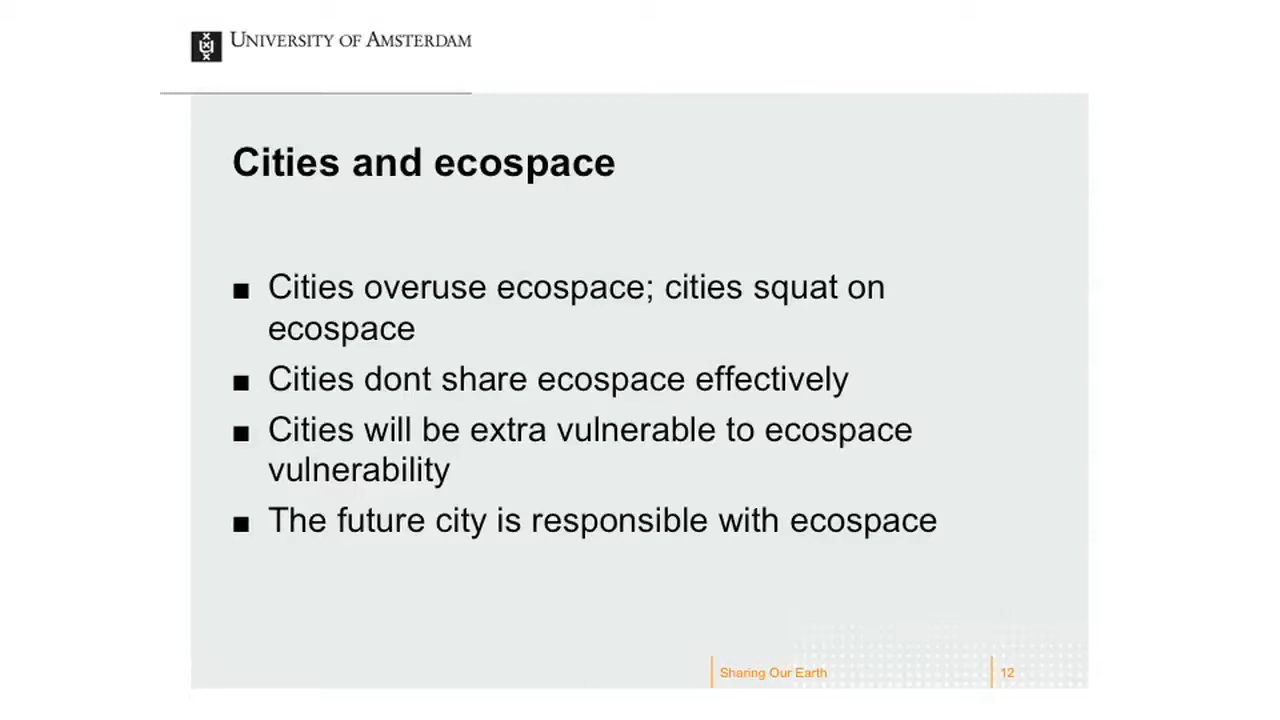 UNIVERSITY OF AMSTERDAM
Cities and ecospace
■ Cities overuse ecospace; cities squat on
ecospace
■ Cities dont share ecospace effectively
■ Cities will be extra vulnerable to ecospace
vulnerability
■ The future city is responsible with ecospace
Sharing Our Earth
12